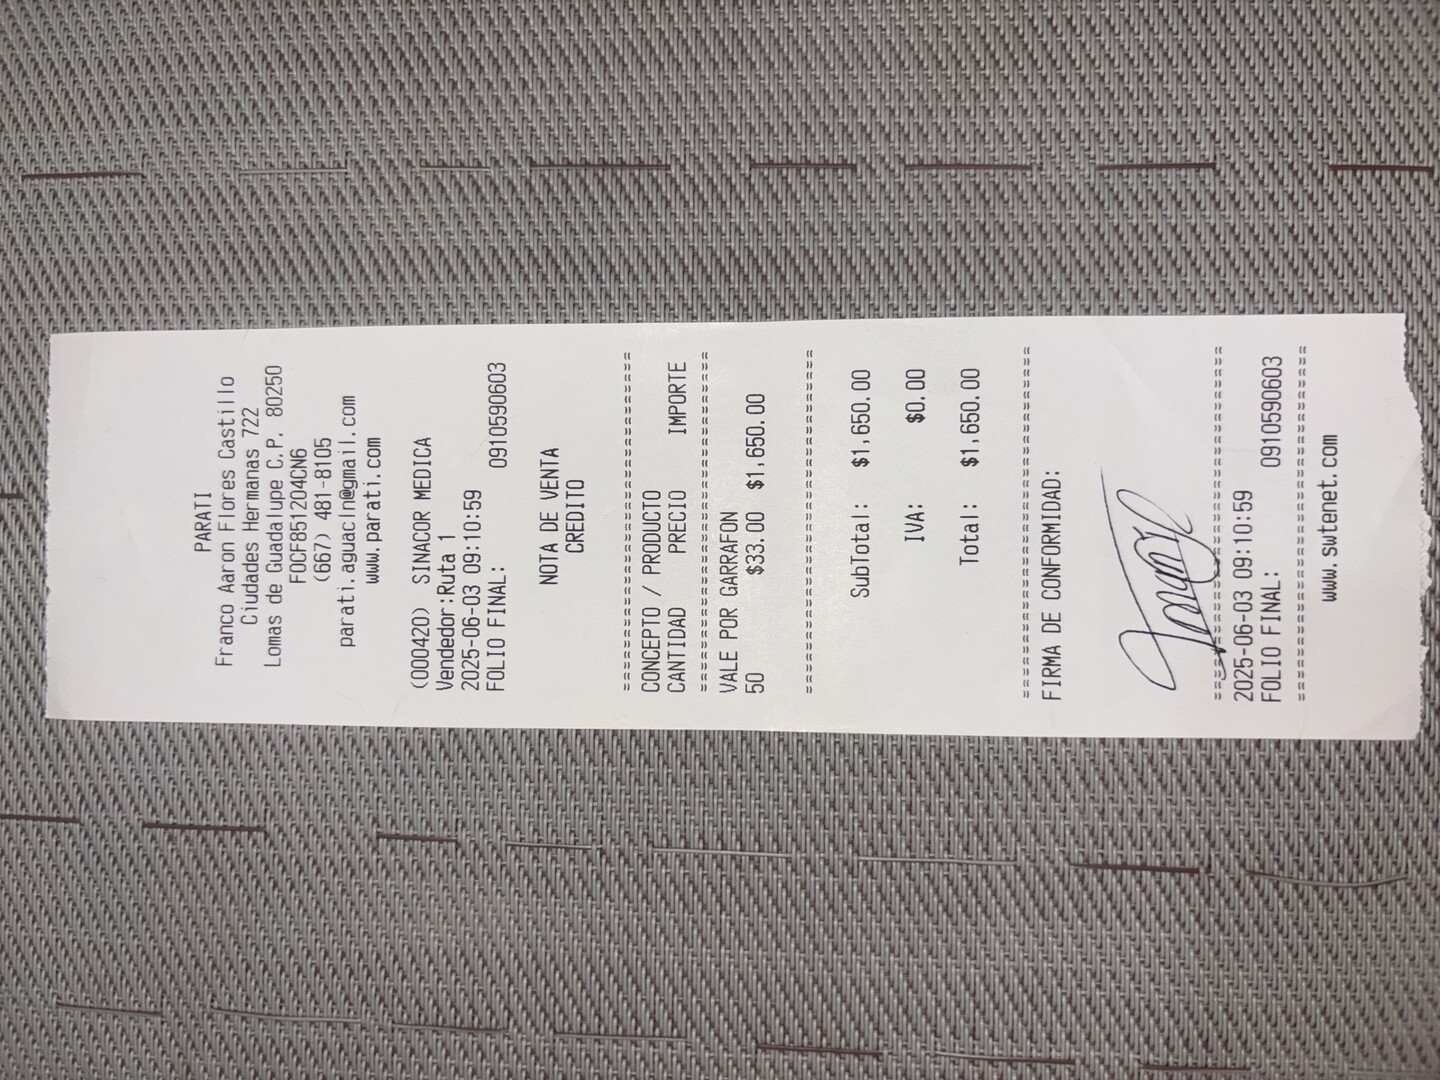 PARATI
Franco Aaron Flores Castillo
Ciudades Hermanas 722
Lomas de Guadalupe C.P. 80250
FOCF851204CN6
(667) 481-8105
parati.aguacln@gmail.com
www.parati.com
(000420) SINACOR MEDICA
Vendedor:Ruta 1
2025-06-03 09:10:59
FOLIO FINAL: 0910590603
NOTA DE VENTA
CREDITO
================================
CONCEPTO / PRODUCTO
CANTIDAD PRECIO IMPORTE
================================
VALE POR GARRAFON
50 $33.00 $1,650.00
================================
SubTotal: $1,650.00
IVA: $0.00
Total: $1,650.00
================================
FIRMA DE CONFORMIDAD:
================================
2025-06-03 09:10:59
FOLIO FINAL: 0910590603
================================
www.swtenet.com